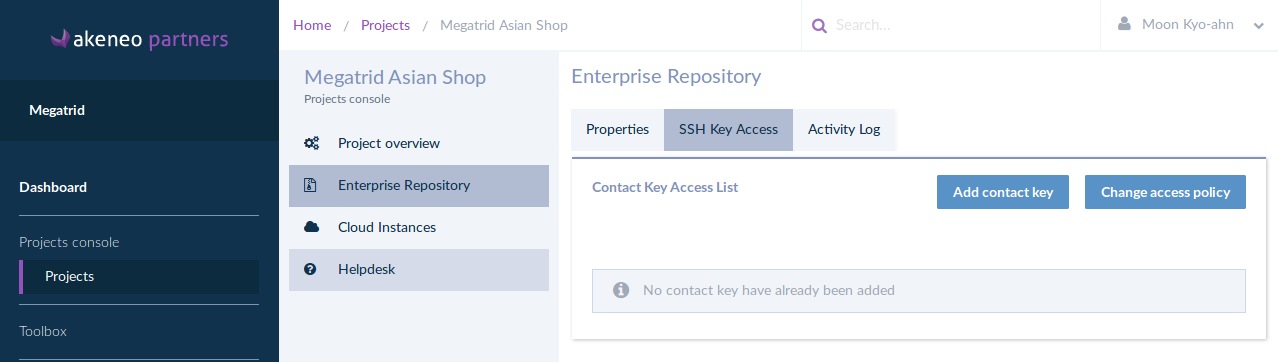 akeneo partners
Megatrid
Dashboard
Projects console
Projects
Toolbox
Home / Projects / Megatrid Asian Shop
Search...
Moon Kyo-ahn
Megatrid Asian Shop
Projects console
Project overview
Enterprise Repository
Cloud Instances
Helpdesk
Enterprise Repository
Properties SSH Key Access Activity Log
Contact Key Access List
Add contact key Change access policy
No contact key have already been added